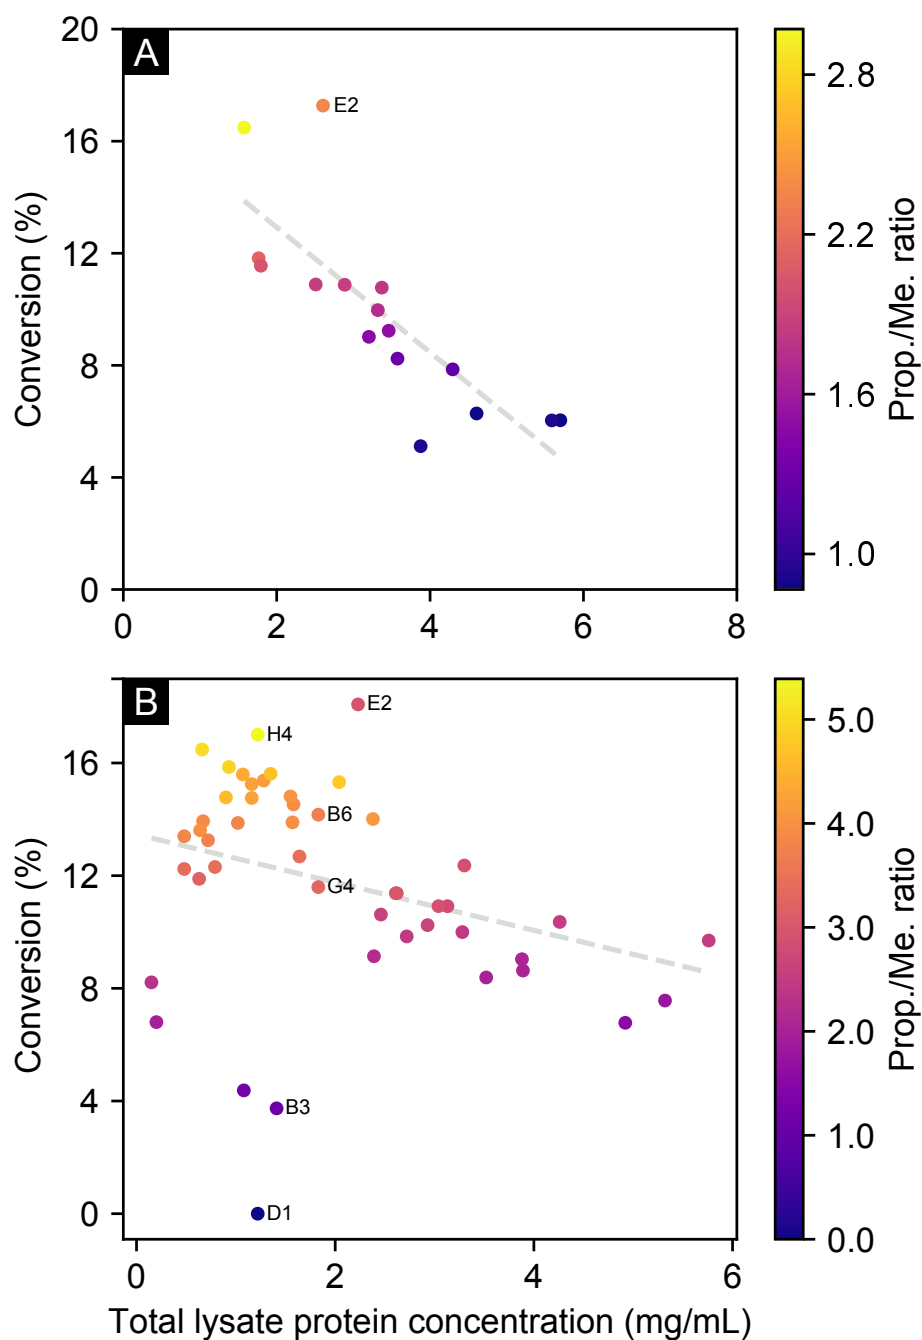 A
20
16
12
8
4
0
Conversion (%)
E2
0 2 4 6 8
2.8
2.2
1.6
1.0
Prop./Me. ratio
B
16
12
8
4
0
Conversion (%)
E2
H4
B6
G4
B3
D1
0 2 4 6
Total lysate protein concentration (mg/mL)
5.0
4.0
3.0
2.0
1.0
0.0
Prop./Me. ratio